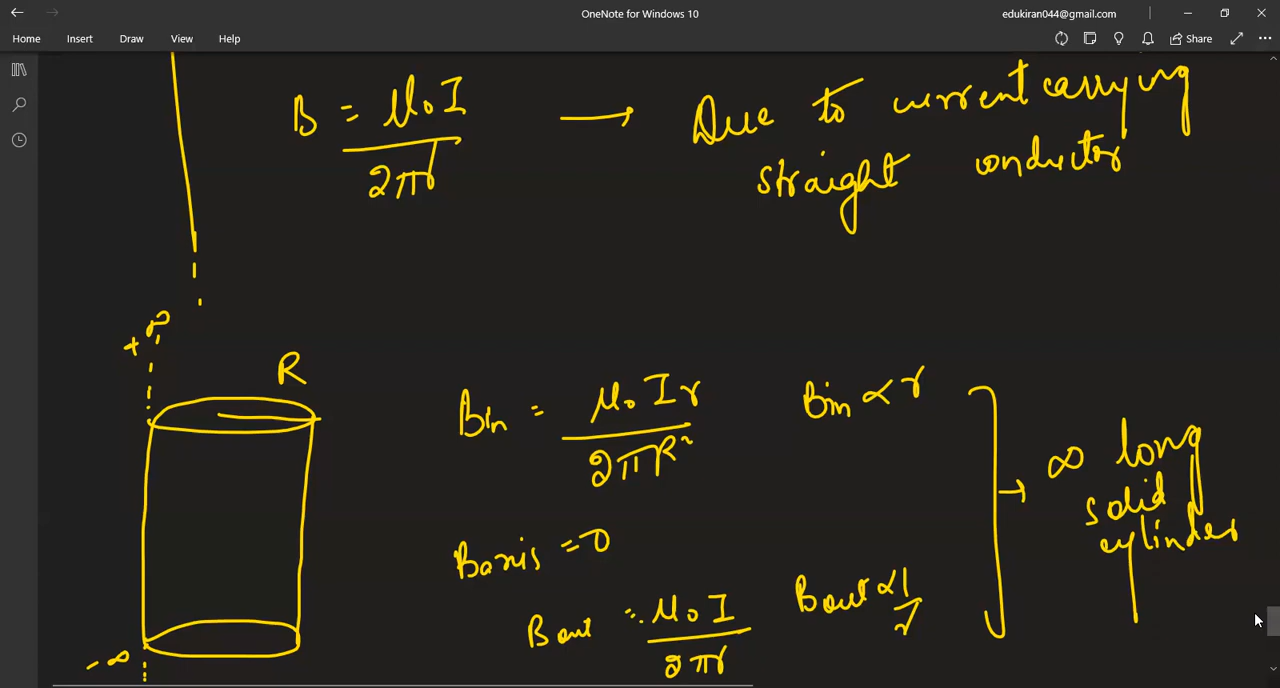 OneNote for Windows 10
edukiran044@gmail.com
Home Insert Draw View Help
Share
B = μ₀I / 2πr → Due to current carrying
straight conductor
+∞
R
Bin = μ₀Ir / 2πR² Bin ∝ r
∞ long
solid
cylinder
Baxis = 0
Bout = μ₀I / 2πr Bout ∝ 1/r
-∞